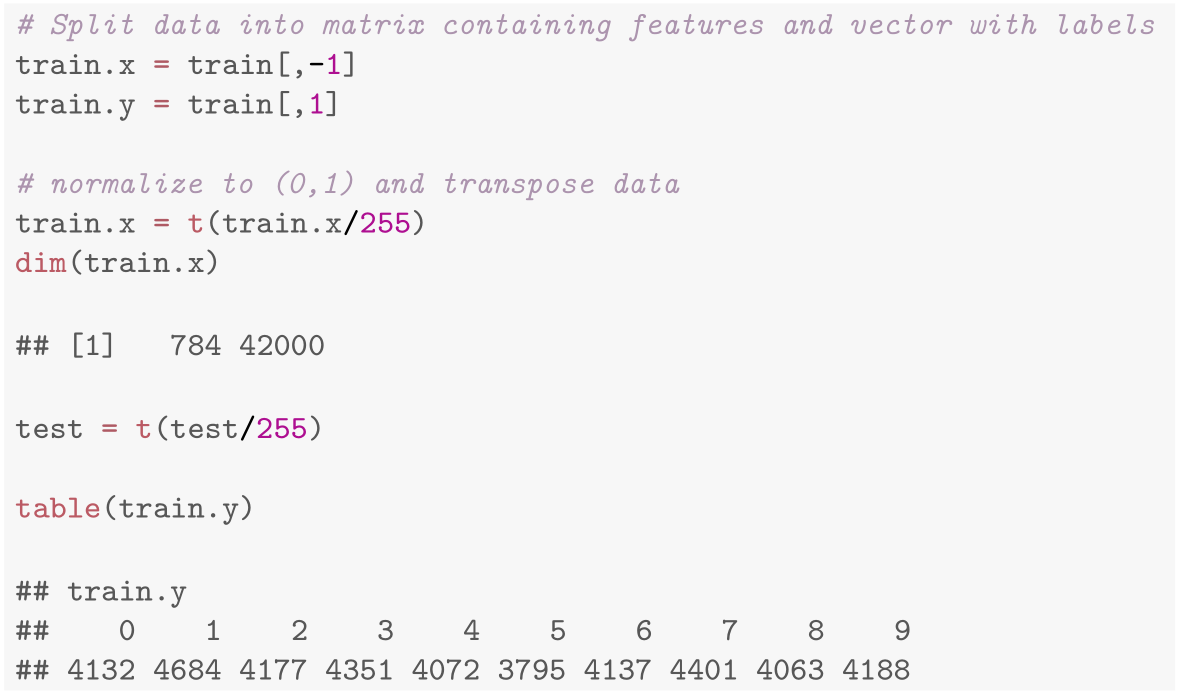 # Split data into matrix containing features and vector with labels
train.x = train[,-1]
train.y = train[,1]
# normalize to (0,1) and transpose data
train.x = t(train.x/255)
dim(train.x)
## [1]   784 42000
test = t(test/255)
table(train.y)
## train.y
##    0    1    2    3    4    5    6    7    8    9
## 4132 4684 4177 4351 4072 3795 4137 4401 4063 4188